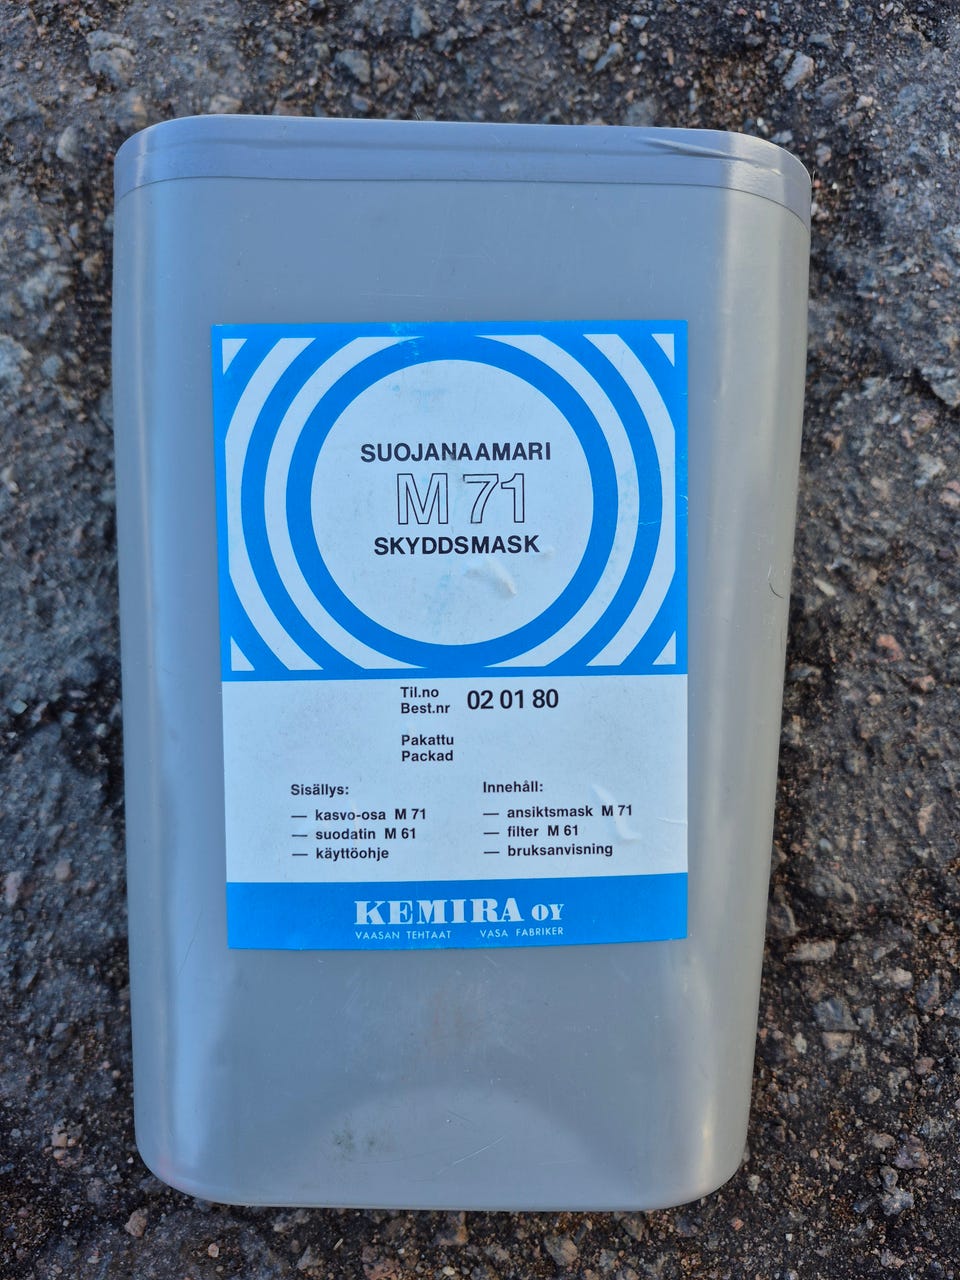 SUOJANAAMARI
M 71
SKYDDSMASK
Til.no
Best.nr 02 01 80
Pakattu
Packad
Sisällys:
— kasvo-osa M 71
— suodatin M 61
— käyttöohje
Innehåll:
— ansiktsmask M 71
— filter M 61
— bruksanvisning
KEMIRA OY
VAASAN TEHTAAT VASA FABRIKER